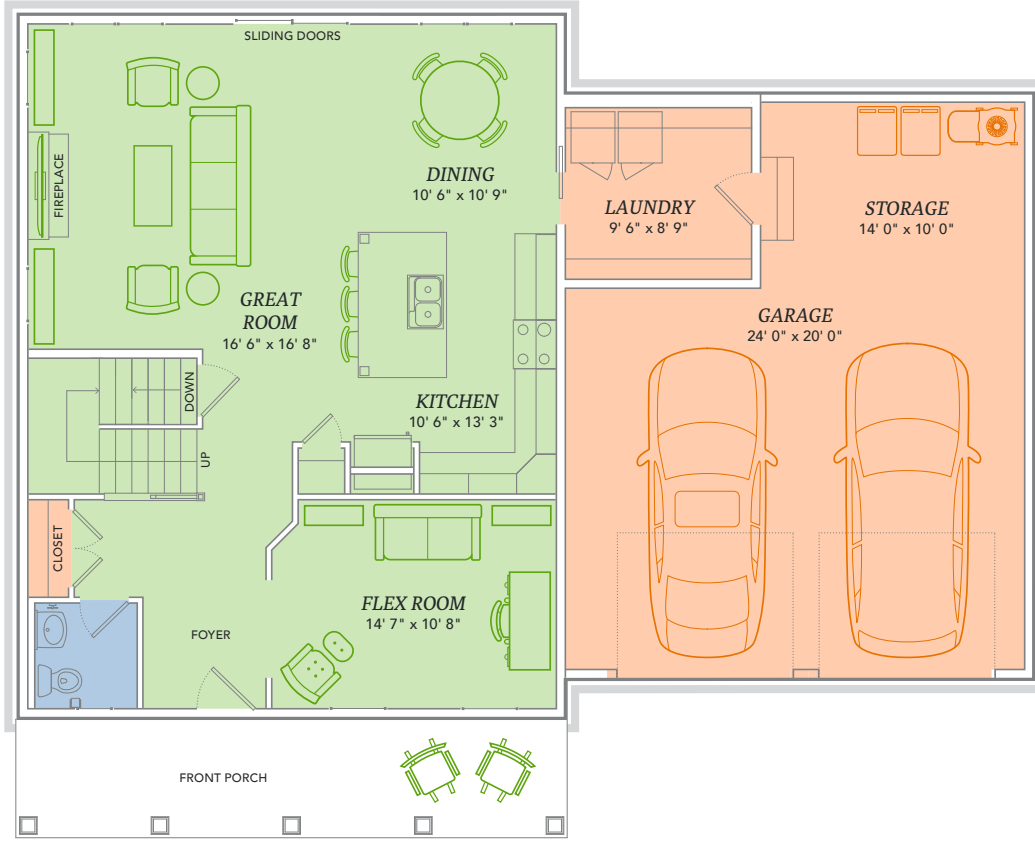 SLIDING DOORS
FIREPLACE
DINING
10' 6" x 10' 9"
LAUNDRY
9' 6" x 8' 9"
STORAGE
14' 0" x 10' 0"
GREAT
ROOM
16' 6" x 16' 8"
GARAGE
24' 0" x 20' 0"
DOWN
KITCHEN
10' 6" x 13' 3"
UP
CLOSET
FLEX ROOM
14' 7" x 10' 8"
FOYER
FRONT PORCH